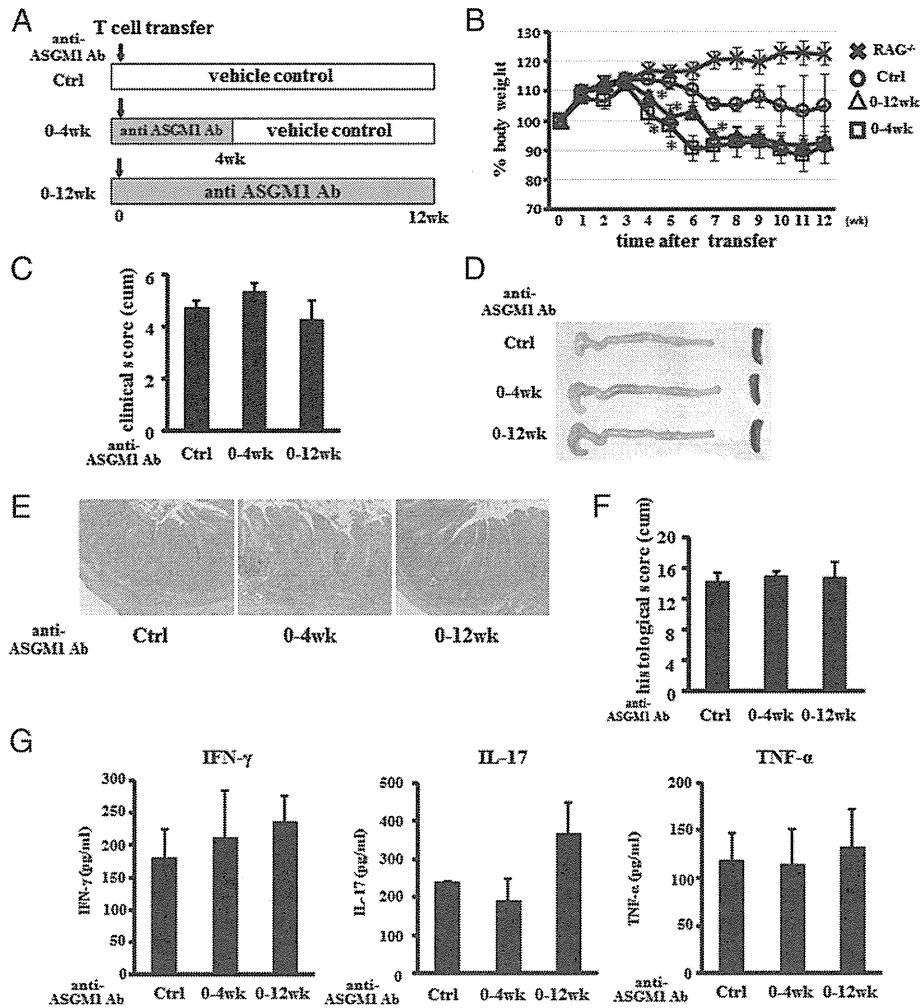 A
T cell transfer
anti-
ASGM1 Ab
Ctrl
vehicle control
0-4wk
anti ASGM1 Ab
vehicle control
4wk
0-12wk
anti ASGM1 Ab
0
12wk
B
% body weight
130
120
110
100
90
80
70
0 1 2 3 4 5 6 7 8 9 10 11 12 (wk)
time after transfer
RAG-/-
Ctrl
0-12wk
0-4wk
* * * * *
C
clinical score (cum)
6
4
2
0
anti-
ASGM1 Ab
Ctrl 0-4wk 0-12wk
D
anti-
ASGM1 Ab
Ctrl
0-4wk
0-12wk
E
anti-
ASGM1 Ab
Ctrl 0-4wk 0-12wk
F
histological score (cum)
20
16
12
8
4
0
anti-
ASGM1 Ab
Ctrl 0-4wk 0-12wk
G
IFN-γ
IFN-γ (pg/ml)
300
250
200
150
100
50
0
anti-
ASGM1 Ab
Ctrl 0-4wk 0-12wk
IL-17
IL-17 (pg/ml)
500
400
300
200
100
0
anti-
ASGM1 Ab
Ctrl 0-4wk 0-12wk
TNF-α
TNF-α (pg/ml)
200
150
100
50
0
anti-
ASGM1 Ab
Ctrl 0-4wk 0-12wk